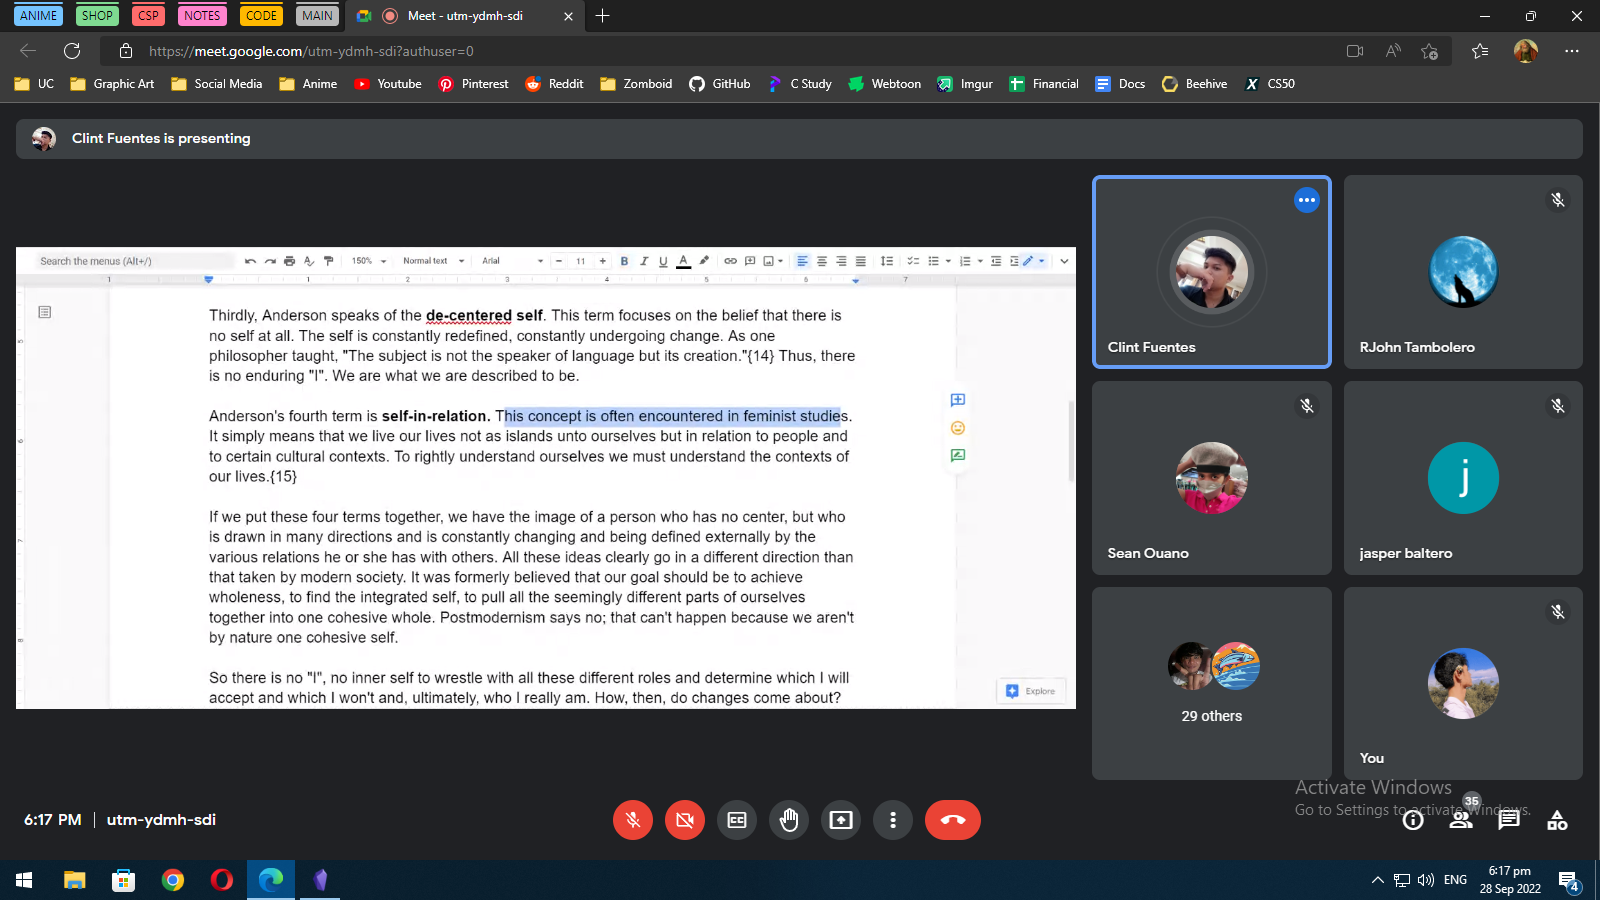 ANIME SHOP CSP NOTES CODE MAIN Meet - utm-ydmh-sdi
https://meet.google.com/utm-ydmh-sdi?authuser=0
UC Graphic Art Social Media Anime Youtube Pinterest Reddit Zomboid GitHub C Study Webtoon Imgur Financial Docs Beehive CS50
Clint Fuentes is presenting
Search the menus (Alt+/) 150% Normal text Arial 11
1 1 2 3 4 5 6 7
Thirdly, Anderson speaks of the de-centered self. This term focuses on the belief that there is
no self at all. The self is constantly redefined, constantly undergoing change. As one
philosopher taught, "The subject is not the speaker of language but its creation."{14} Thus, there
is no enduring "I". We are what we are described to be.
Anderson's fourth term is self-in-relation. This concept is often encountered in feminist studies.
It simply means that we live our lives not as islands unto ourselves but in relation to people and
to certain cultural contexts. To rightly understand ourselves we must understand the contexts of
our lives.{15}
If we put these four terms together, we have the image of a person who has no center, but who
is drawn in many directions and is constantly changing and being defined externally by the
various relations he or she has with others. All these ideas clearly go in a different direction than
that taken by modern society. It was formerly believed that our goal should be to achieve
wholeness, to find the integrated self, to pull all the seemingly different parts of ourselves
together into one cohesive whole. Postmodernism says no; that can't happen because we aren't
by nature one cohesive self.
So there is no "I", no inner self to wrestle with all these different roles and determine which I will
accept and which I won't and, ultimately, who I really am. How, then, do changes come about?
Explore
Clint Fuentes
RJohn Tambolero
Sean Ouano
j
jasper baltero
29 others
You
Activate Windows
Go to Settings to activate Windows.
35
6:17 PM | utm-ydmh-sdi
ENG
6:17 pm
28 Sep 2022
4